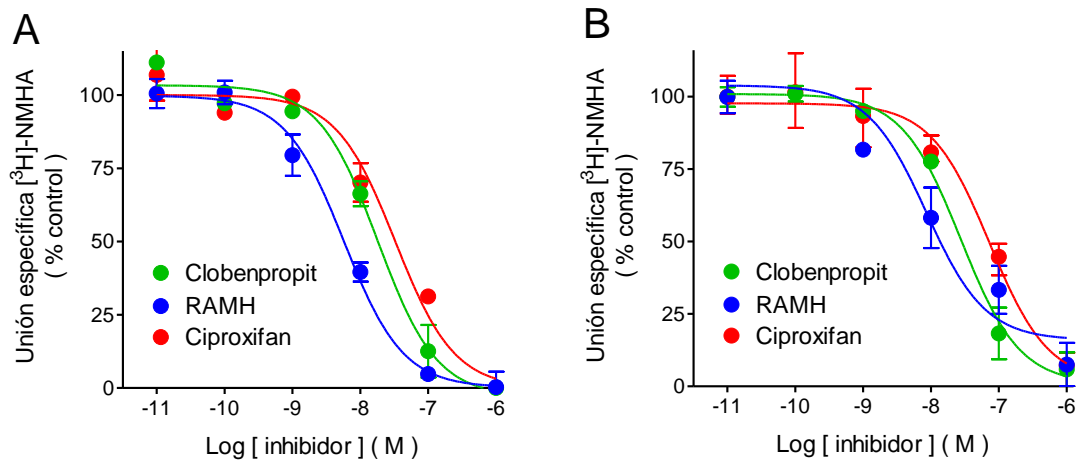 A
Unión específica [³H]-NMHA
( % control )
100
75
50
25
0
Clobenpropit
RAMH
Ciproxifan
-11 -10 -9 -8 -7 -6
Log [ inhibidor ] ( M )
B
Unión específica [³H]-NMHA
( % control )
100
75
50
25
0
Clobenpropit
RAMH
Ciproxifan
-11 -10 -9 -8 -7 -6
Log [ inhibidor ] ( M )